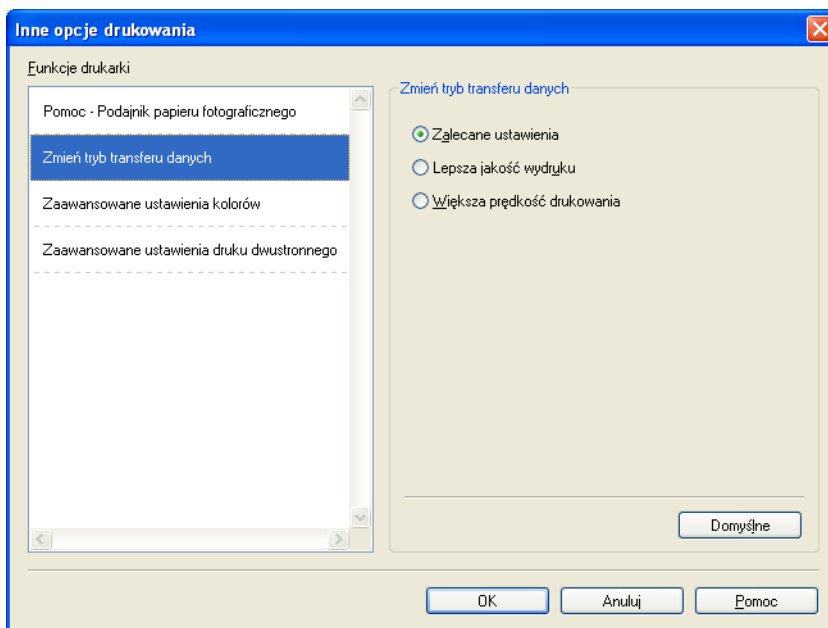 Inne opcje drukowania
Funkcje drukarki
Pomoc - Podajnik papieru fotograficznego
Zmień tryb transferu danych
Zaawansowane ustawienia kolorów
Zaawansowane ustawienia druku dwustronnego
Zmień tryb transferu danych
Zalecane ustawienia
Lepsza jakość wydruku
Większa prędkość drukowania
Domyślne
OK
Anuluj
Pomoc